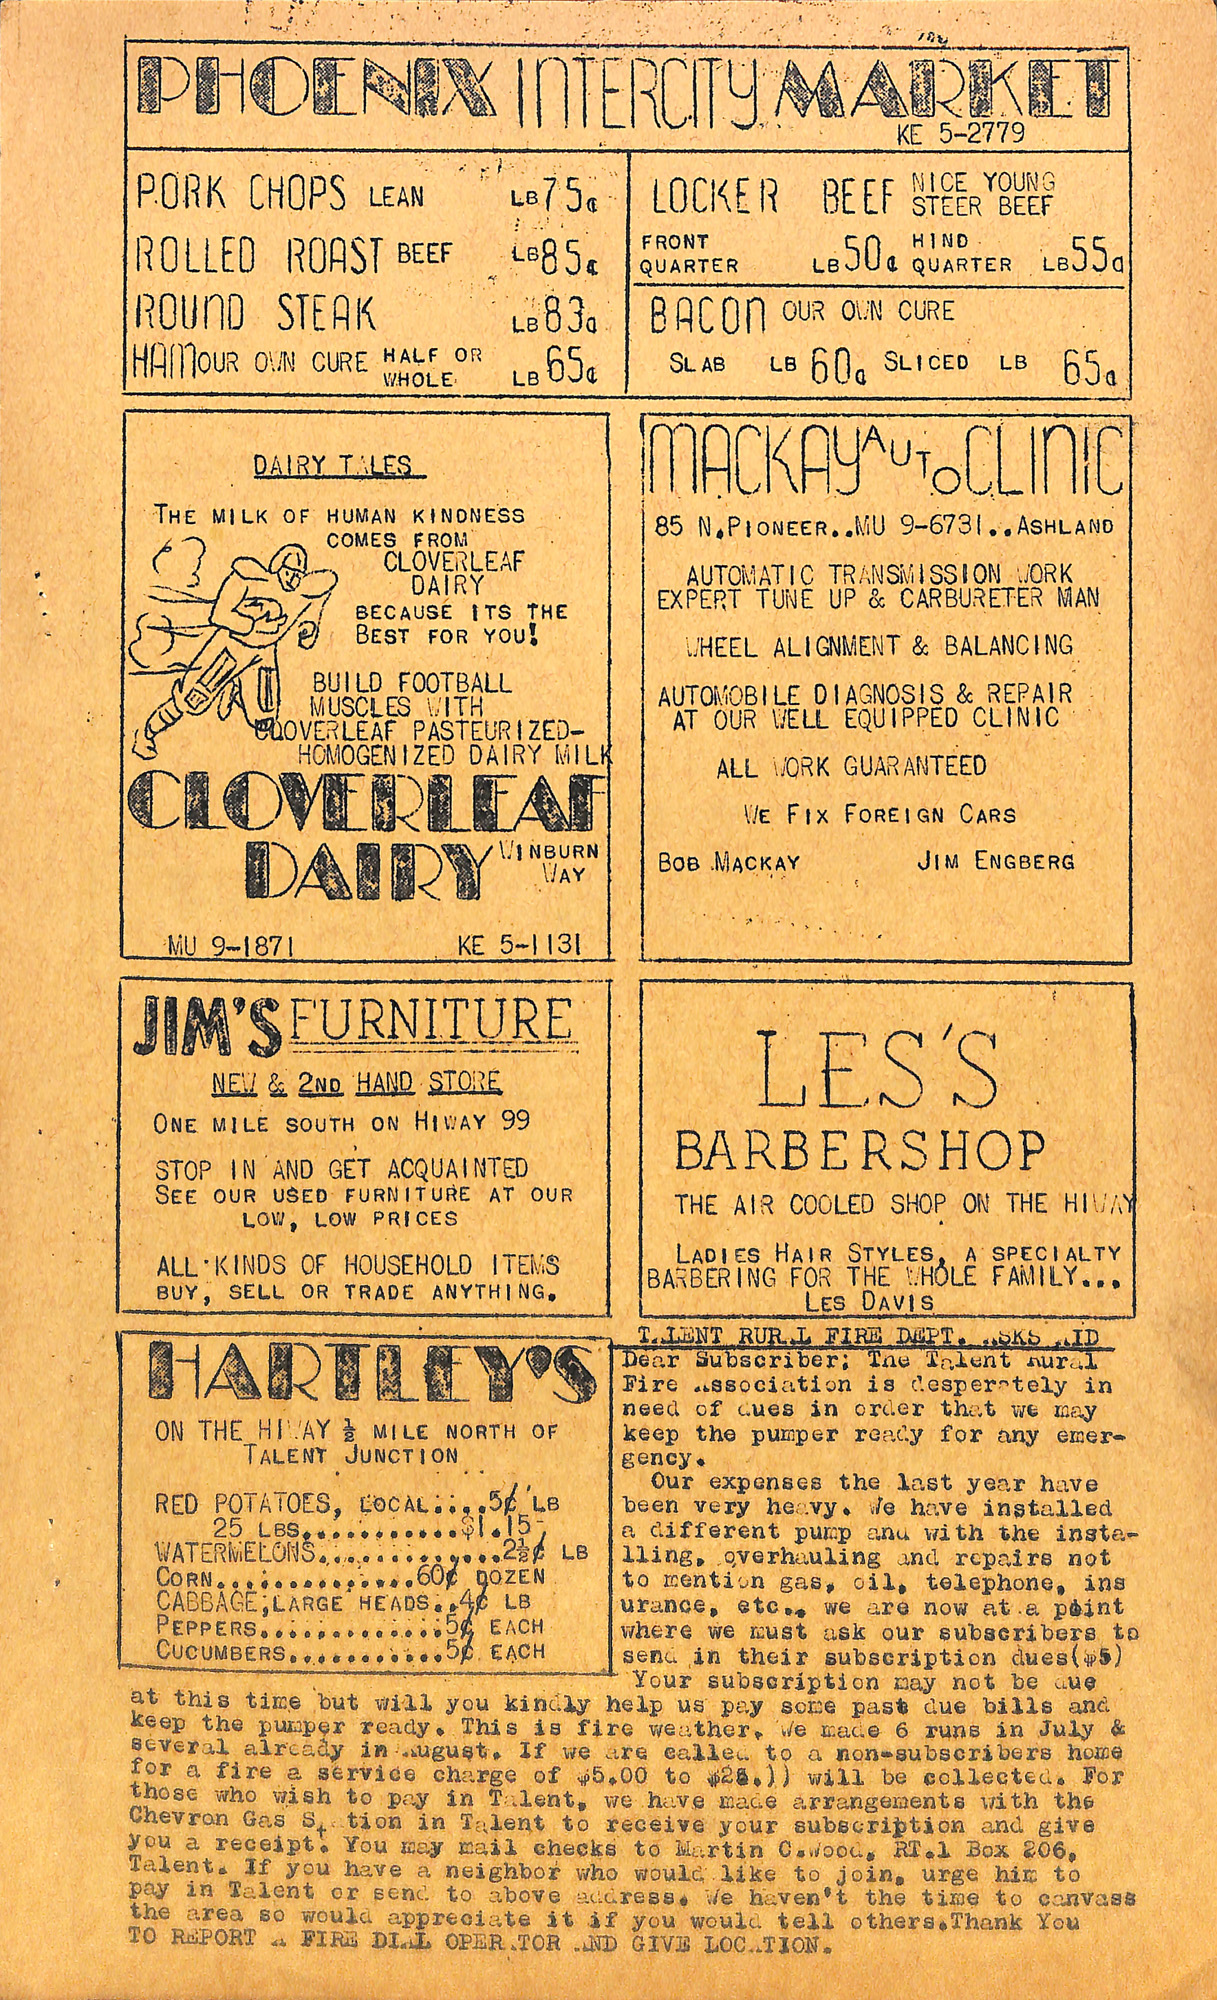 PHOENIX INTERCITY MARKET
KE 5-2779
PORK CHOPS LEAN LB 75¢
ROLLED ROAST BEEF LB 85¢
ROUND STEAK LB 83¢
HAM OUR OWN CURE HALF OR WHOLE LB 65¢
LOCKER BEEF NICE YOUNG STEER BEEF
FRONT QUARTER LB 50¢ HIND QUARTER LB 55¢
BACON OUR OWN CURE
SLAB LB 60¢ SLICED LB 65¢
DAIRY TALES
THE MILK OF HUMAN KINDNESS
COMES FROM
CLOVERLEAF
DAIRY
BECAUSE ITS THE
BEST FOR YOU!
BUILD FOOTBALL
MUSCLES WITH
CLOVERLEAF PASTEURIZED-
HOMOGENIZED DAIRY MILK
CLOVERLEAF
DAIRY WINBURN WAY
MU 9-1871 KE 5-1131
MACKAY AUTO CLINIC
85 N.PIONEER..MU 9-6731..ASHLAND
AUTOMATIC TRANSMISSION WORK
EXPERT TUNE UP & CARBURETER MAN
WHEEL ALIGNMENT & BALANCING
AUTOMOBILE DIAGNOSIS & REPAIR
AT OUR WELL EQUIPPED CLINIC
ALL WORK GUARANTEED
WE FIX FOREIGN CARS
BOB MACKAY JIM ENGBERG
JIM'S FURNITURE
NEW & 2ND HAND STORE
ONE MILE SOUTH ON HIWAY 99
STOP IN AND GET ACQUAINTED
SEE OUR USED FURNITURE AT OUR
LOW, LOW PRICES
ALL KINDS OF HOUSEHOLD ITEMS
BUY, SELL OR TRADE ANYTHING.
LES'S
BARBERSHOP
THE AIR COOLED SHOP ON THE HIWAY
LADIES HAIR STYLES, A SPECIALTY
BARBERING FOR THE WHOLE FAMILY...
LES DAVIS
HARTLEY'S
ON THE HIWAY ½ MILE NORTH OF
TALENT JUNCTION
RED POTATOES, LOCAL....5¢ LB
25 LBS............$1.15
WATERMELONS..............2½¢ LB
CORN...............60¢ DOZEN
CABBAGE,LARGE HEADS..4¢ LB
PEPPERS..............5¢ EACH
CUCUMBERS............5¢ EACH
TALENT RURAL FIRE DEPT. ASKS AID
Dear Subscriber; The Talent Rural
Fire Association is desperately in
need of dues in order that we may
keep the pumper ready for any emer-
gency.
Our expenses the last year have
been very heavy. We have installed
a different pump and with the insta-
lling, overhauling and repairs not
to mention gas, oil, telephone, ins
urance, etc., we are now at a point
where we must ask our subscribers to
send in their subscription dues($5)
Your subscription may not be due
at this time but will you kindly help us pay some past due bills and
keep the pumper ready. This is fire weather. We made 6 runs in July &
several already in August. If we are called to a non-subscribers home
for a fire a service charge of $5.00 to will be collected. For
those who wish to pay in Talent, we have made arrangements with the
Chevron Gas Station in Talent to receive your subscription and give
you a receipt. You may mail checks to Martin C.Wood, RT.1 Box 206,
Talent. If you have a neighbor who would like to join, urge him to
pay in Talent or send to above address. We haven't the time to canvass
the area so would appreciate it if you would tell others.Thank You
TO REPORT A FIRE DIAL OPERATOR AND GIVE LOCATION.